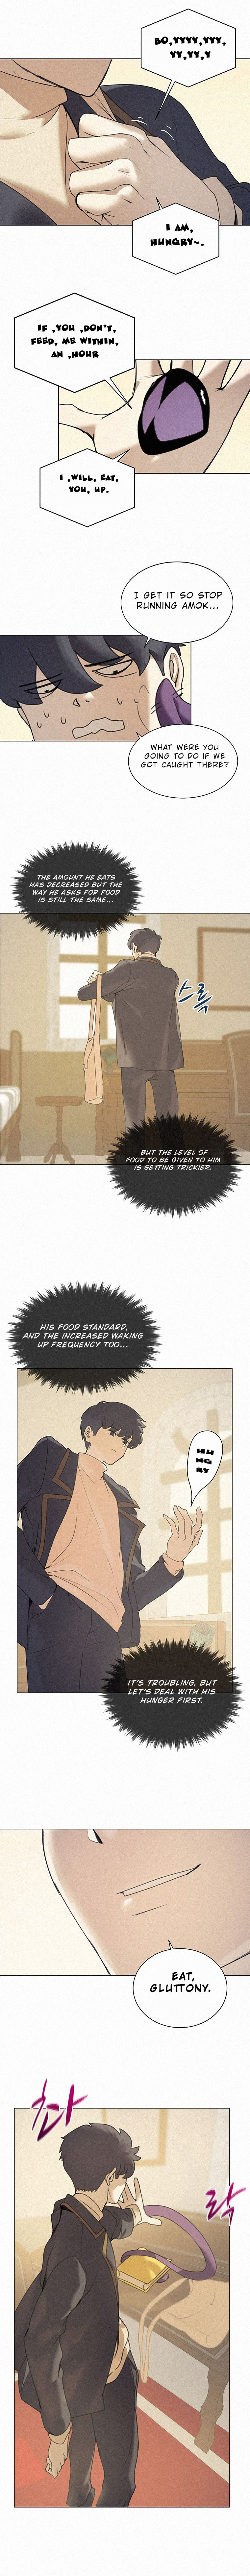 BO,YYYY,YYY,
YY,YY,Y
I AM,
HUNGRY~.
IF ,YOU ,DON'T,
FEED, ME WITHIN,
AN ,HOUR
I ,WILL, EAT,
YOU, UP.
I GET IT SO STOP
RUNNING AMOK...
WHAT WERE YOU
GOING TO DO IF WE
GOT CAUGHT THERE?
THE AMOUNT HE EATS
HAS DECREASED BUT THE
WAY HE ASKS FOR FOOD
IS STILL THE SAME...
스륵
BUT THE LEVEL OF
FOOD TO BE GIVEN TO HIM
IS GETTING TRICKIER.
HIS FOOD STANDARD,
AND THE INCREASED WAKING
UP FREQUENCY TOO...
HU
NG
RY
IT'S TROUBLING, BUT
LET'S DEAL WITH HIS
HUNGER FIRST.
EAT,
GLUTTONY.
촤
락